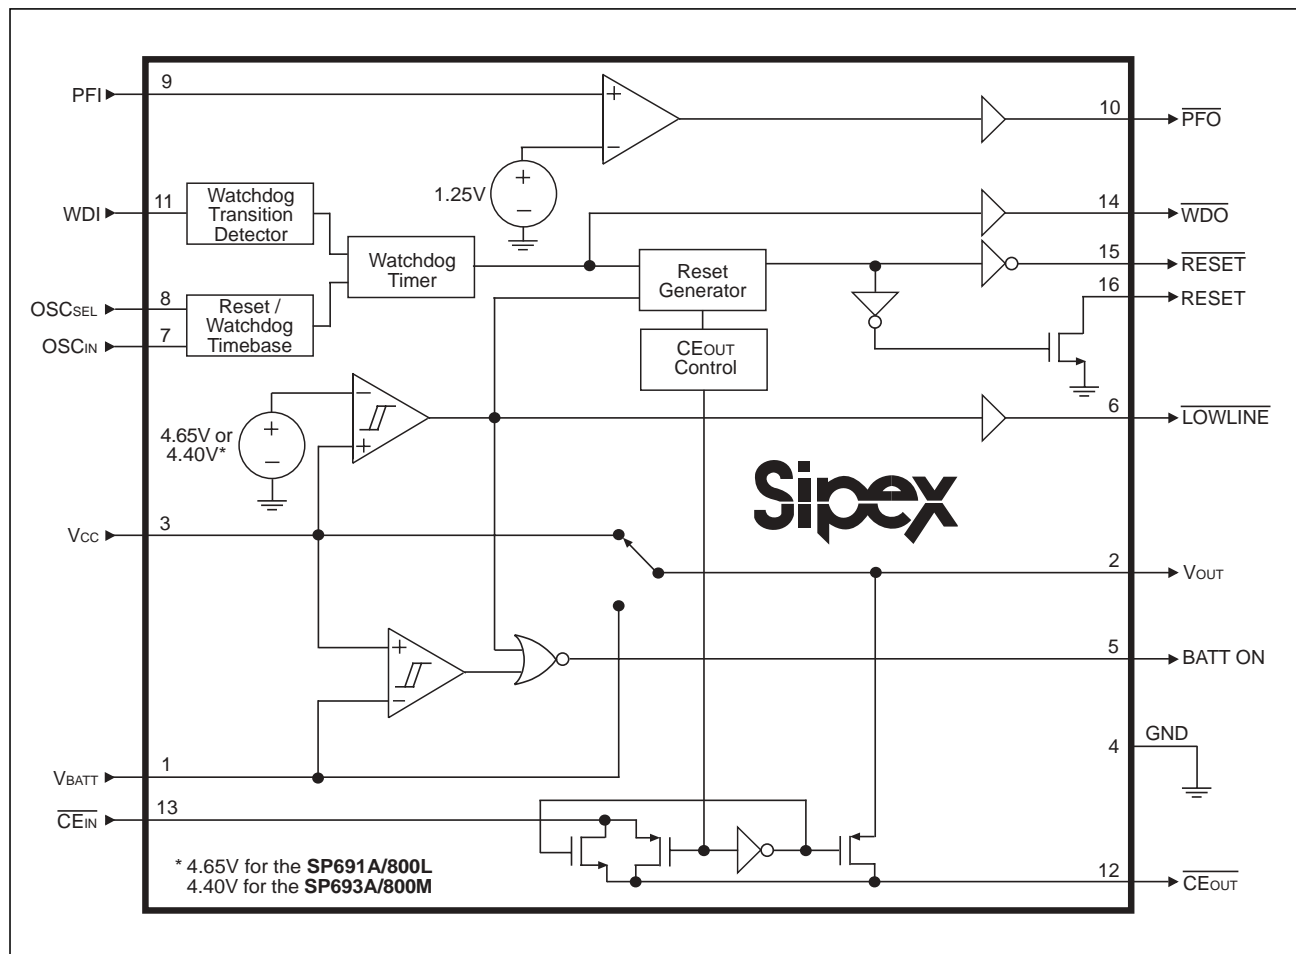 PFI
9
+
−
10
PFO
1.25V
+
−
WDI
11
Watchdog
Transition
Detector
14
WDO
Watchdog
Timer
Reset
Generator
15
RESET
16
RESET
OSCSEL
8
OSCIN
7
Reset /
Watchdog
Timebase
CEOUT
Control
−
+
4.65V or
4.40V*
+
−
6
LOWLINE
Sipex
VCC
3
2
VOUT
+
−
5
BATT ON
4
GND
VBATT
1
CEIN
13
12
CEOUT
* 4.65V for the SP691A/800L
4.40V for the SP693A/800M